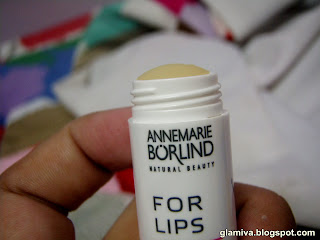 ANNEMARIE
BÖRLIND
NATURAL BEAUTY
FOR
LIPS
glamiva.blogspot.com